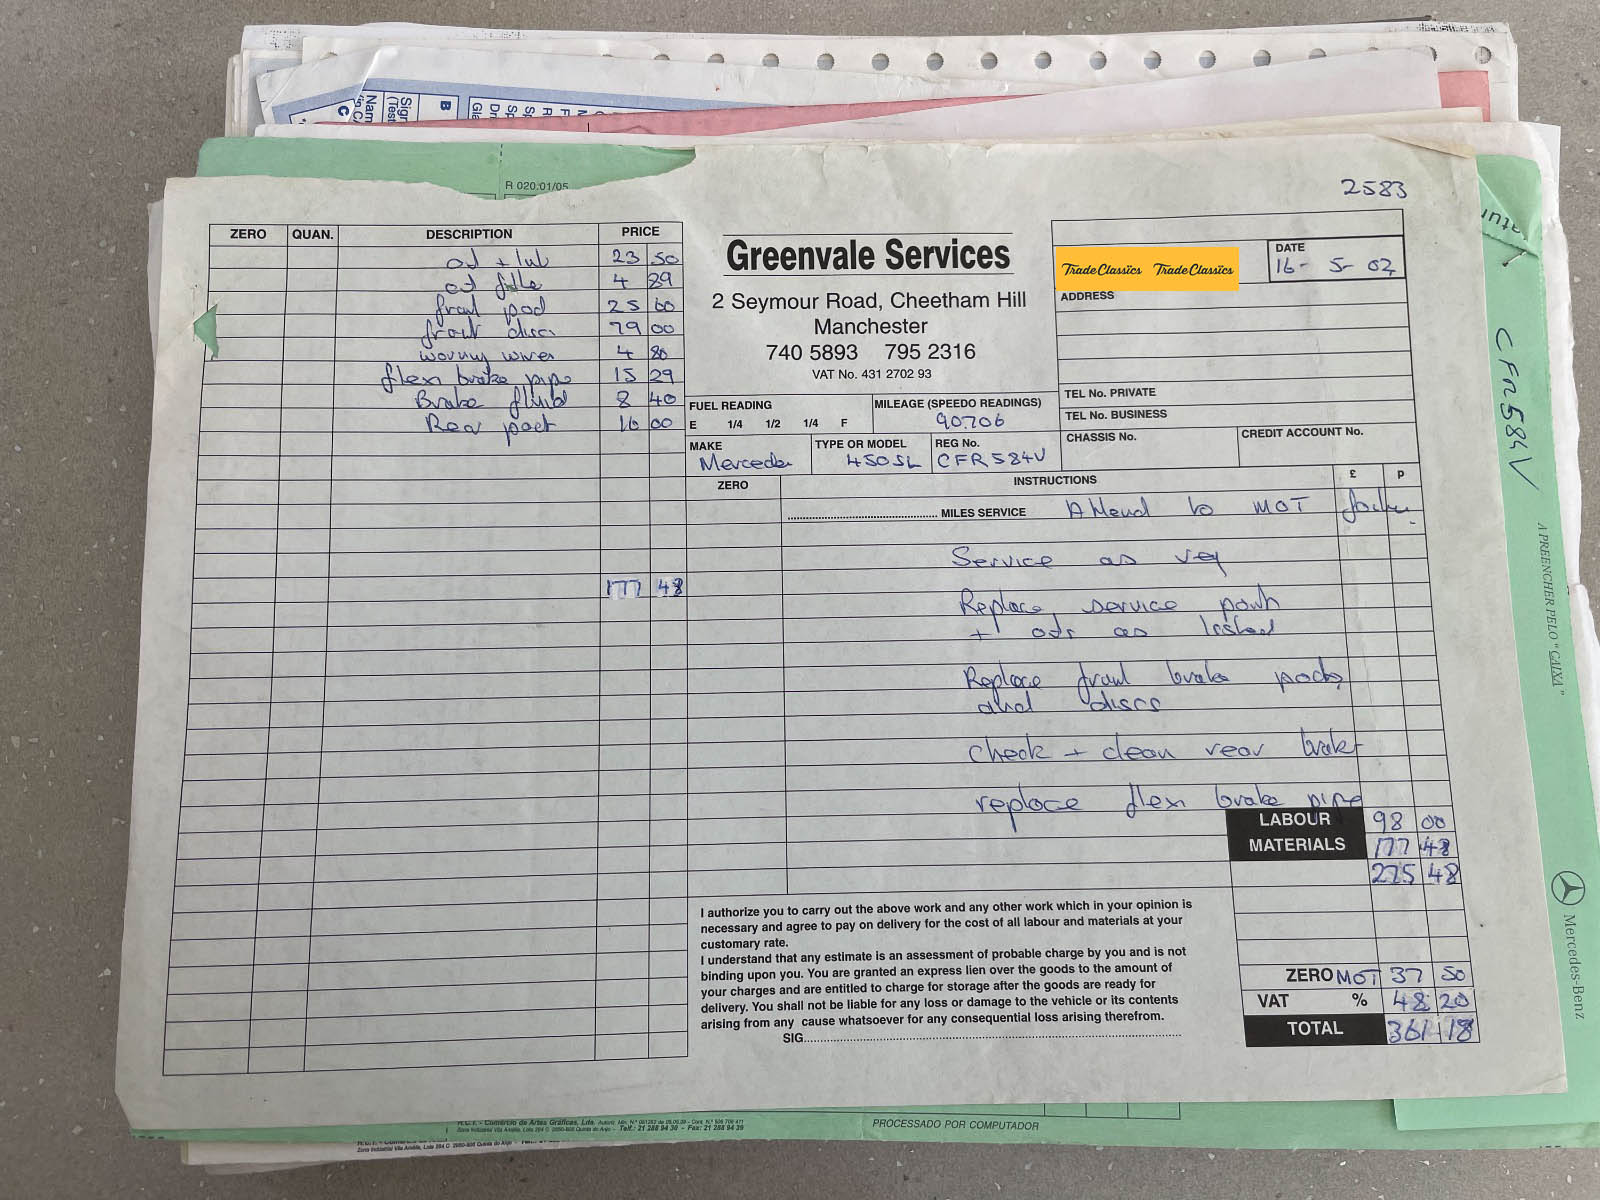 R 020.01/05
2583
ZERO QUAN. DESCRIPTION PRICE
oil + lub 23 50
oil filte 4 89
front pad 25 60
front discs 79 00
wires 4 80
flexi brake pipe 15 29
Brake fluid 8 40
Rear 16 00
177 48
Greenvale Services
2 Seymour Road, Cheetham Hill
Manchester
740 5893 795 2316
VAT No. 431 2702 93
TradeClassics TradeClassics
DATE
16- 5- 02
ADDRESS
TEL No. PRIVATE
TEL No. BUSINESS
CHASSIS No. CREDIT ACCOUNT No.
FUEL READING
E 1/4 1/2 1/4 F
MILEAGE (SPEEDO READINGS)
90706
MAKE
Mercedes
TYPE OR MODEL
450SL
REG No.
CFR584V
ZERO INSTRUCTIONS £ P
MILES SERVICE Attend to MOT
Service as req
Replace service
+ oils as listed
Replace front brake pads
and discs
check + clean rear brakes
replace flexi brake pipe
LABOUR 98 00
MATERIALS 177 48
275 48
ZERO MOT 37 50
VAT % 48 20
TOTAL 361 18
I authorize you to carry out the above work and any other work which in your opinion is
necessary and agree to pay on delivery for the cost of all labour and materials at your
customary rate.
I understand that any estimate is an assessment of probable charge by you and is not
binding upon you. You are granted an express lien over the goods to the amount of
your charges and are entitled to charge for storage after the goods are ready for
delivery. You shall not be liable for any loss or damage to the vehicle or its contents
arising from any cause whatsoever for any consequential loss arising therefrom.
SIG
CFR584V
A PREENCHER PELO "CAIXA"
Mercedes-Benz
PROCESSADO POR COMPUTADOR